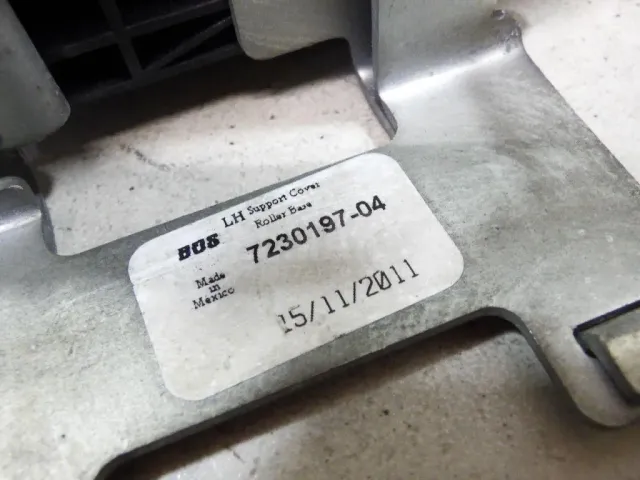 BOS LH Support Cover
Roller Base
Made in Mexico
7230197-04
15/11/2011